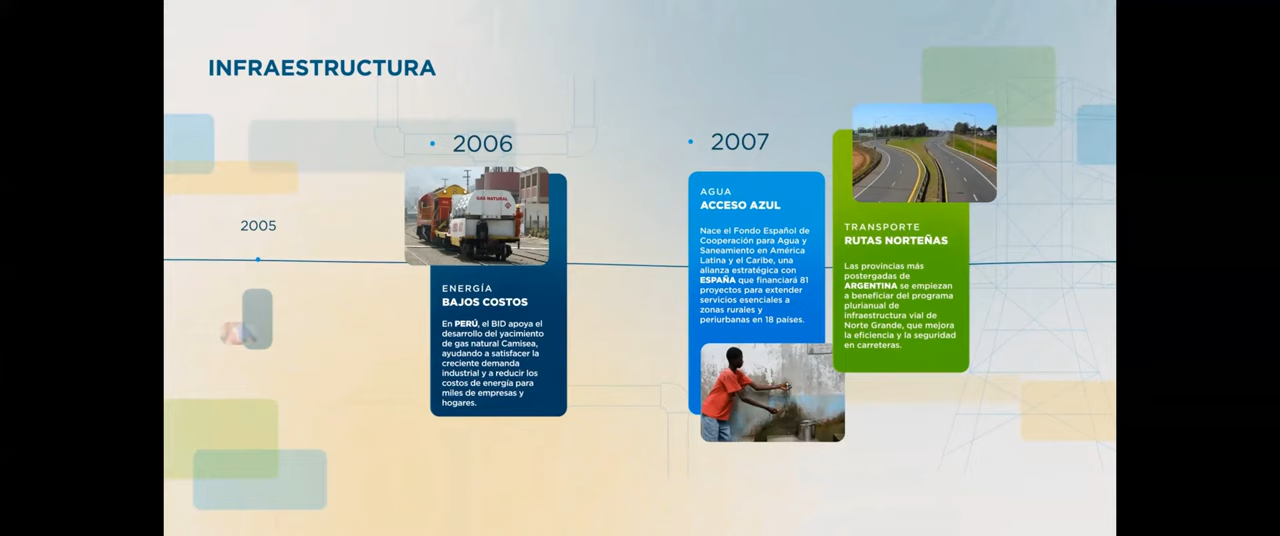 INFRAESTRUCTURA
2005
2006
GAS NATURAL
ENERGÍA
BAJOS COSTOS
En PERÚ, el BID apoya el
desarrollo del yacimiento
de gas natural Camisea,
ayudando a satisfacer la
creciente demanda
industrial y a reducir los
costos de energía para
miles de empresas y
hogares.
2007
AGUA
ACCESO AZUL
Nace el Fondo Español de
Cooperación para Agua y
Saneamiento en América
Latina y el Caribe, una
alianza estratégica con
ESPAÑA que financiará 81
proyectos para extender
servicios esenciales a
zonas rurales y
periurbanas en 18 países.
TRANSPORTE
RUTAS NORTEÑAS
Las provincias más
postergadas de
ARGENTINA se empiezan
a beneficiar del programa
plurianual de
infraestructura vial de
Norte Grande, que mejora
la eficiencia y la seguridad
en carreteras.